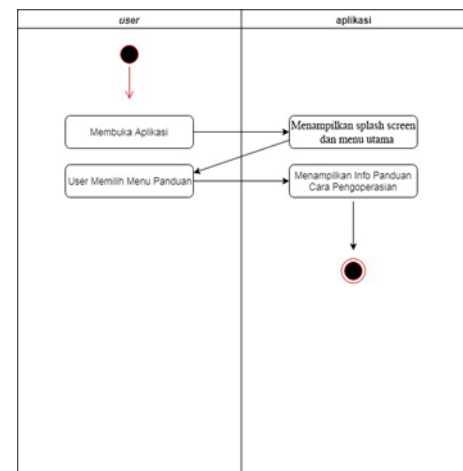 user
aplikasi
Membuka Aplikasi
Menampilkan splash screen
dan menu utama
User Memilih Menu Panduan
Menampilkan Info Panduan
Cara Pengoperasian